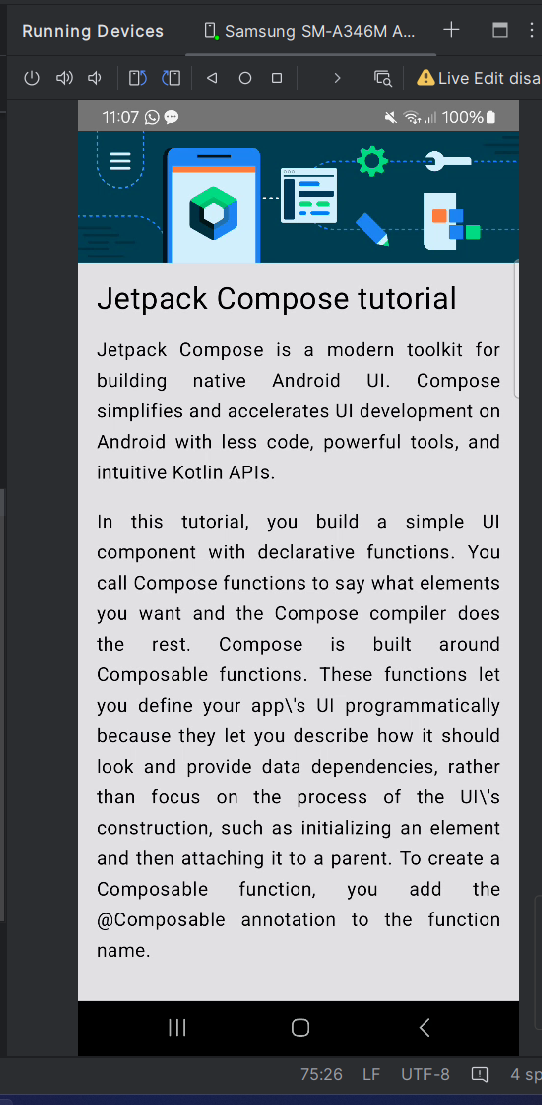 Running Devices
Samsung SM-A346M A...
Live Edit disa
11:07
100%
Jetpack Compose tutorial
Jetpack Compose is a modern toolkit for
building native Android UI. Compose
simplifies and accelerates UI development on
Android with less code, powerful tools, and
intuitive Kotlin APIs.
In this tutorial, you build a simple UI
component with declarative functions. You
call Compose functions to say what elements
you want and the Compose compiler does
the rest. Compose is built around
Composable functions. These functions let
you define your app\'s UI programmatically
because they let you describe how it should
look and provide data dependencies, rather
than focus on the process of the UI\'s
construction, such as initializing an element
and then attaching it to a parent. To create a
Composable function, you add the
@Composable annotation to the function
name.
75:26 LF UTF-8 4 sp